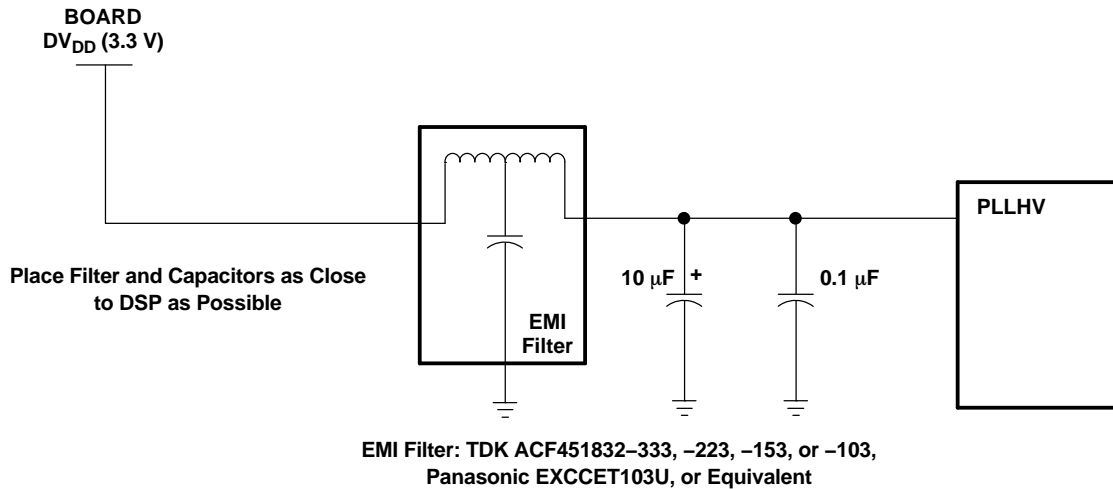 BOARD
DVDD (3.3 V)
PLLHV
Place Filter and Capacitors as Close
to DSP as Possible
10 μF
+
0.1 μF
EMI
Filter
EMI Filter: TDK ACF451832–333, –223, –153, or –103,
Panasonic EXCCET103U, or Equivalent